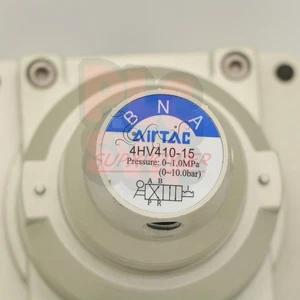 B N A
AirTAC
4HV410-15
Pressure: 0~1.0MPa
(0~10.0bar)
A B
P R